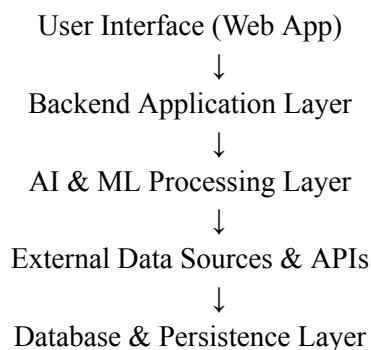 User Interface (Web App)
↓
Backend Application Layer
↓
AI & ML Processing Layer
↓
External Data Sources & APIs
↓
Database & Persistence Layer